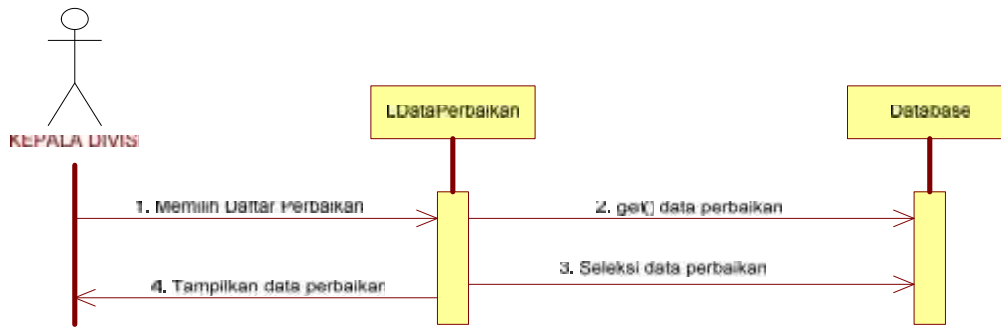 LDataPerbaikan
Database
KEPALA DIVISI
1. Memilih Daftar Perbaikan
2. get() data perbaikan
3. Seleksi data perbaikan
4. Tampilkan data perbaikan